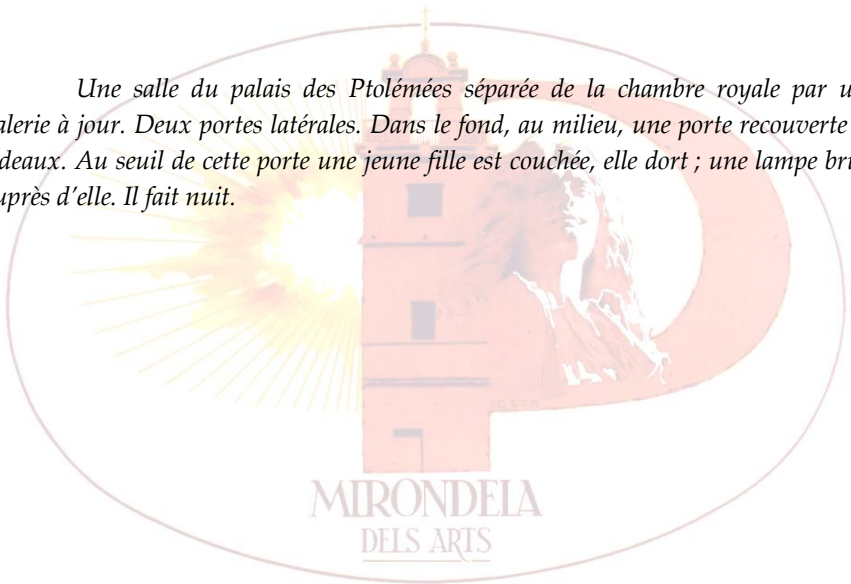 Une salle du palais des Ptolémées séparée de la chambre royale par u
alerie à jour. Deux portes latérales. Dans le fond, au milieu, une porte recouverte
deaux. Au seuil de cette porte une jeune fille est couchée, elle dort ; une lampe brû
uprès d’elle. Il fait nuit.
MIRONDELA
DELS ARTS